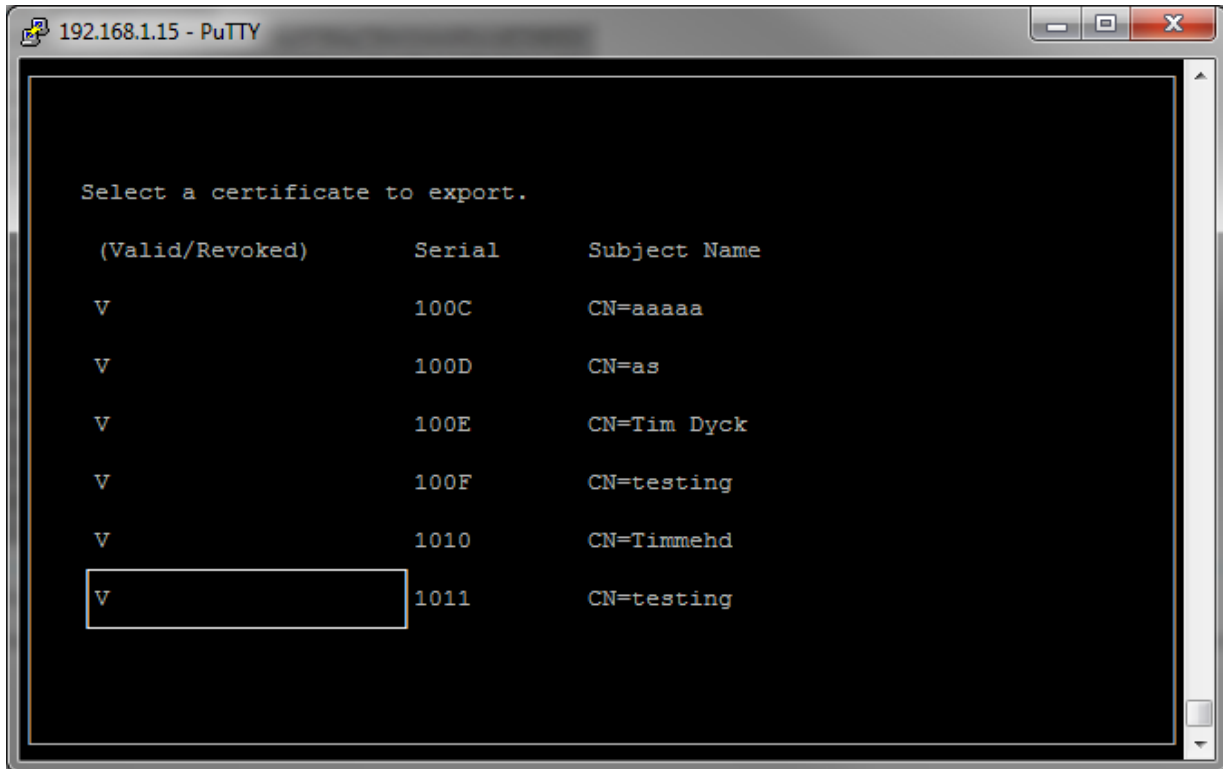 192.168.1.15 - PuTTY
Select a certificate to export.
(Valid/Revoked) Serial Subject Name
V 100C CN=aaaaa
V 100D CN=as
V 100E CN=Tim Dyck
V 100F CN=testing
V 1010 CN=Timmehd
V 1011 CN=testing